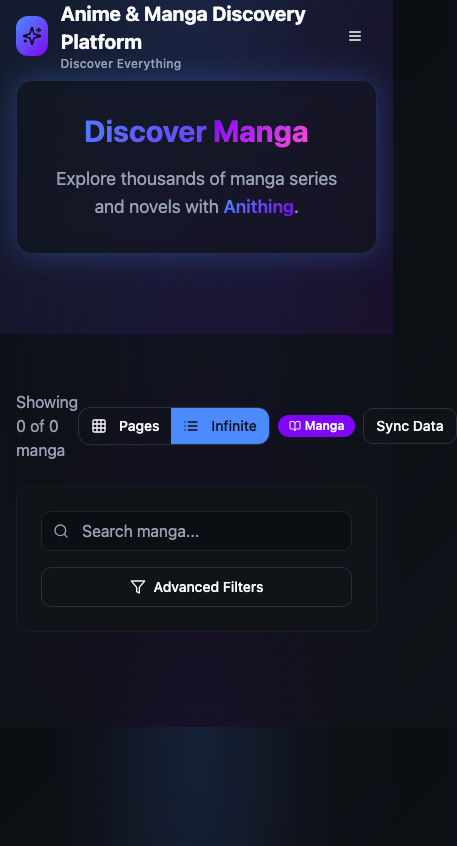 Anime & Manga Discovery
Platform
Discover Everything
Discover Manga
Explore thousands of manga series
and novels with Anithing.
Showing
0 of 0
manga
Pages
Infinite
Manga
Sync Data
Search manga...
Advanced Filters